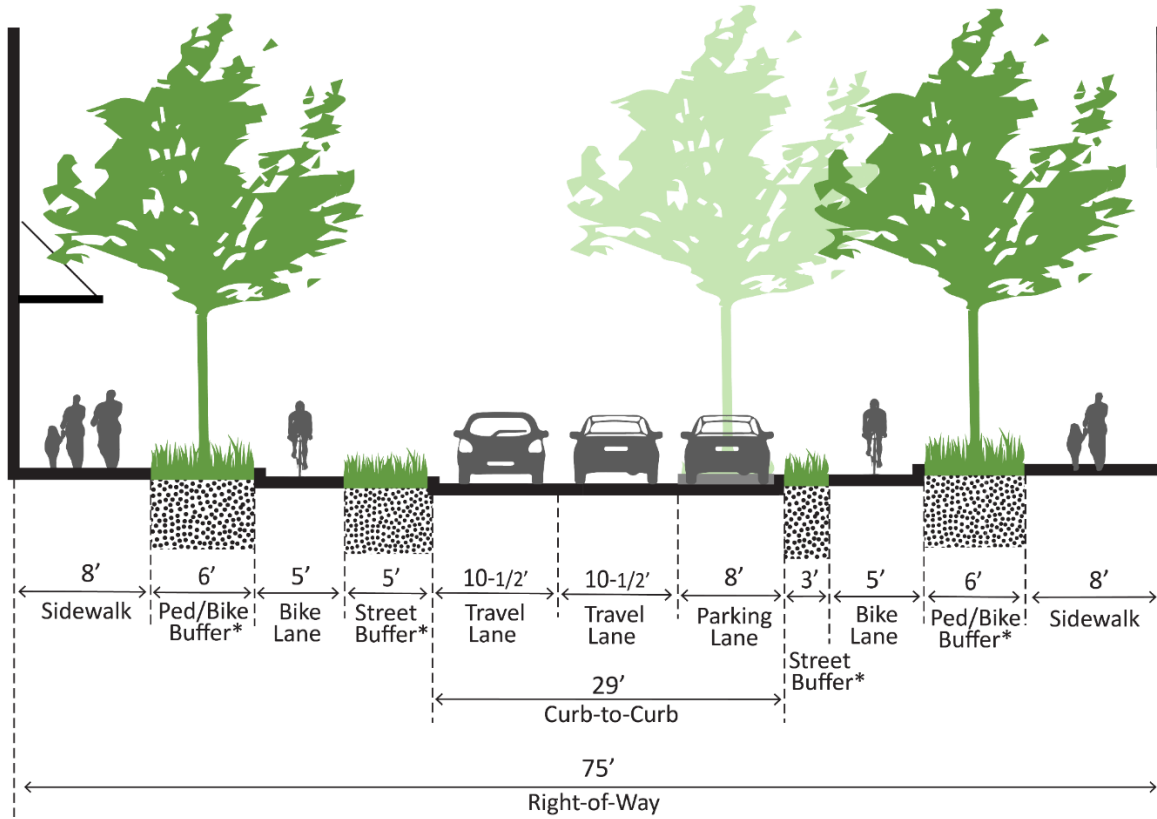 8’ 6’ 5’ 5’ 10-1/2’ 10-1/2’ 8’ 3’ 5’ 6’ 8’
Sidewalk Ped/Bike Bike Street Travel Travel Parking Bike Ped/Bike Sidewalk
Buffer* Lane Buffer* Lane Lane Lane Lane Buffer*
Street
Buffer*
29’
Curb-to-Curb
75’
Right-of-Way